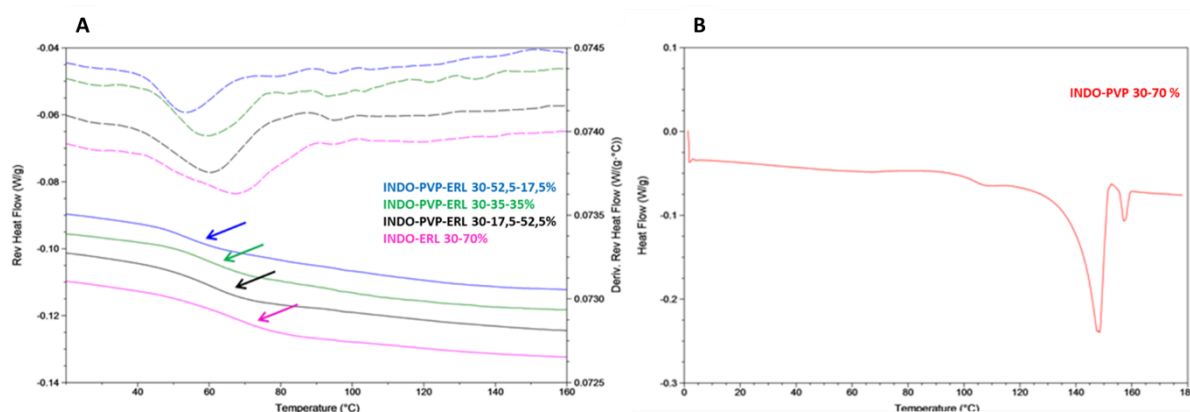 A
B
-0.04
-0.06
-0.08
-0.10
-0.12
-0.14
Rev Heat Flow (W/g)
20
40
60
80
100
120
140
160
Temperature (°C)
0.0745
0.0740
0.0735
0.0730
0.0725
Deriv. Rev Heat Flow (W/(g·°C))
INDO-PVP-ERL 30-52,5-17,5%
INDO-PVP-ERL 30-35-35%
INDO-PVP-ERL 30-17,5-52,5%
INDO-ERL 30-70%
0.1
0.0
-0.1
-0.2
-0.3
Heat Flow (W/g)
INDO-PVP 30-70 %
0
20
40
60
80
100
120
140
160
180
Temperature (°C)